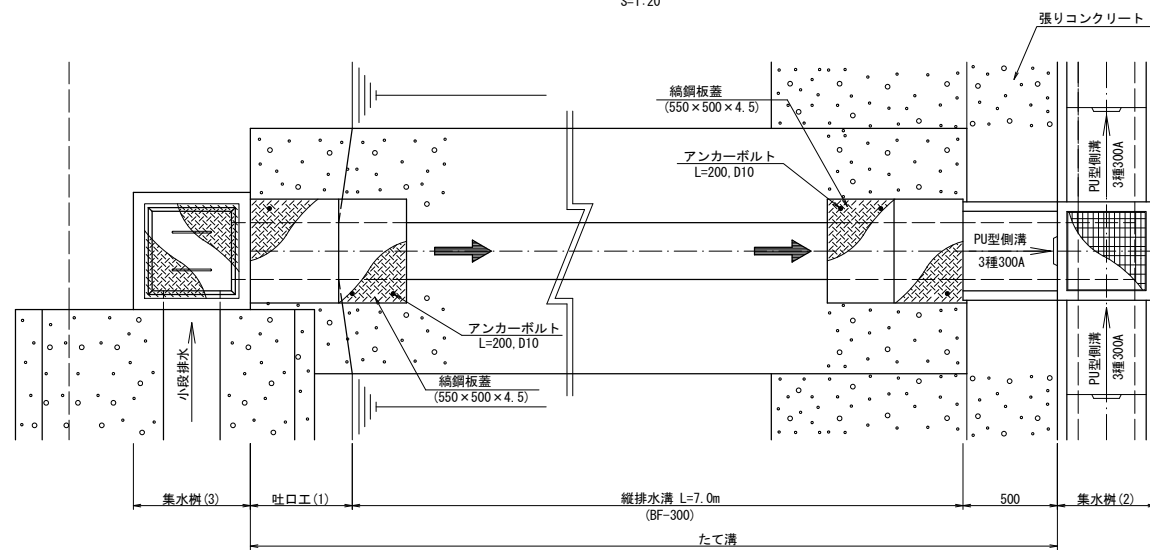 S=1:20
張りコンクリート
縞鋼板蓋
(550×500×4.5)
アンカーボルト
L=200,D10
PU型側溝
3種300A
PU型側溝
3種300A
アンカーボルト
L=200,D10
縞鋼板蓋
(550×500×4.5)
小段排水
PU型側溝
3種300A
集水桝(3)
吐口工(1)
縦排水溝 L=7.0m
(BF-300)
500
集水桝(2)
たて溝